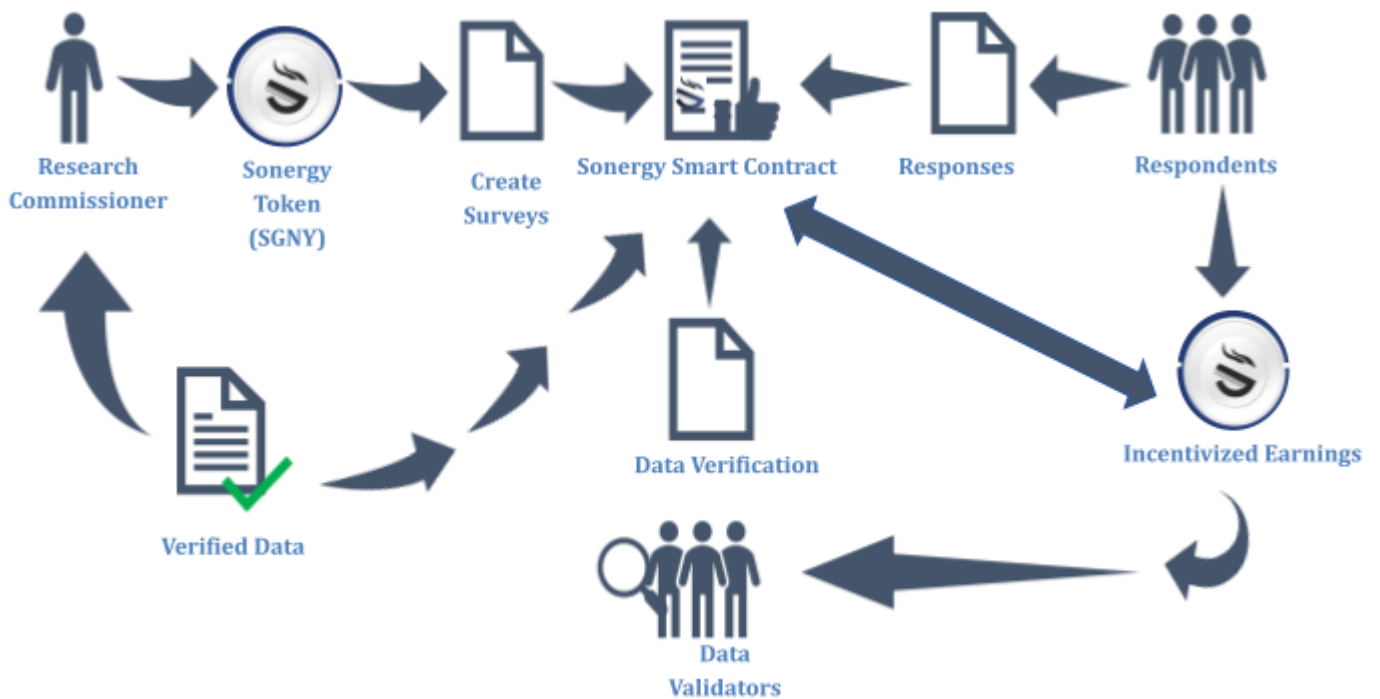 Research
Commissioner
Sonergy
Token
(SGNY)
Create
Surveys
Sonergy Smart Contract
Responses
Respondents
Incentivized Earnings
Data Verification
Verified Data
Data
Validators